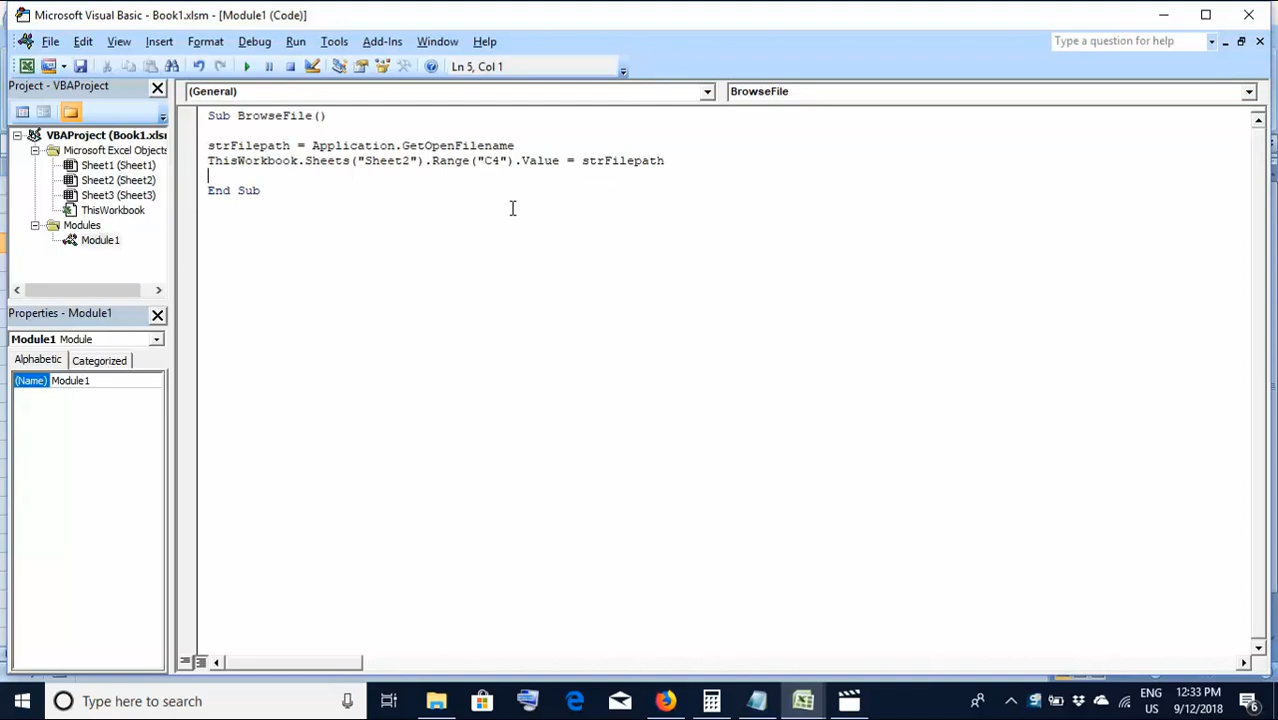 Microsoft Visual Basic - Book1.xlsm - [Module1 (Code)]
File Edit View Insert Format Debug Run Tools Add-Ins Window Help
Type a question for help
Ln 5, Col 1
Project - VBAProject
(General)
BrowseFile
VBAProject (Book1.xlsm
Microsoft Excel Objects
Sheet1 (Sheet1)
Sheet2 (Sheet2)
Sheet3 (Sheet3)
ThisWorkbook
Modules
Module1
Sub BrowseFile()
strFilepath = Application.GetOpenFilename
ThisWorkbook.Sheets("Sheet2").Range("C4").Value = strFilepath
End Sub
Properties - Module1
Module1 Module
Alphabetic Categorized
(Name) Module1
Type here to search
ENG
US
12:33 PM
9/12/2018
6